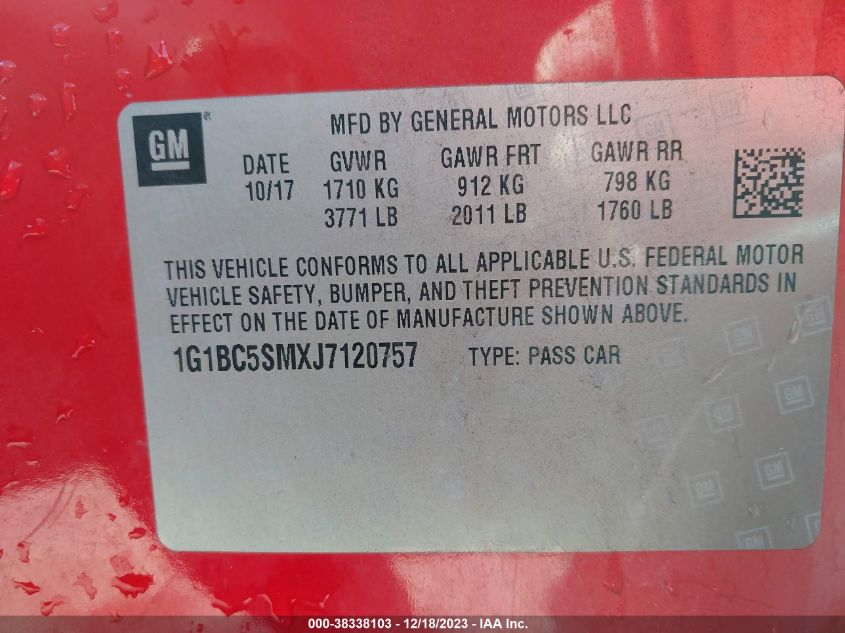 GM ®
MFD BY GENERAL MOTORS LLC
DATE GVWR GAWR FRT GAWR RR
10/17 1710 KG 912 KG 798 KG
3771 LB 2011 LB 1760 LB
THIS VEHICLE CONFORMS TO ALL APPLICABLE U.S. FEDERAL MOTOR
VEHICLE SAFETY, BUMPER, AND THEFT PREVENTION STANDARDS IN
EFFECT ON THE DATE OF MANUFACTURE SHOWN ABOVE.
1G1BC5SMXJ7120757 TYPE: PASS CAR
000-38338103 - 12/18/2023 - IAA Inc.